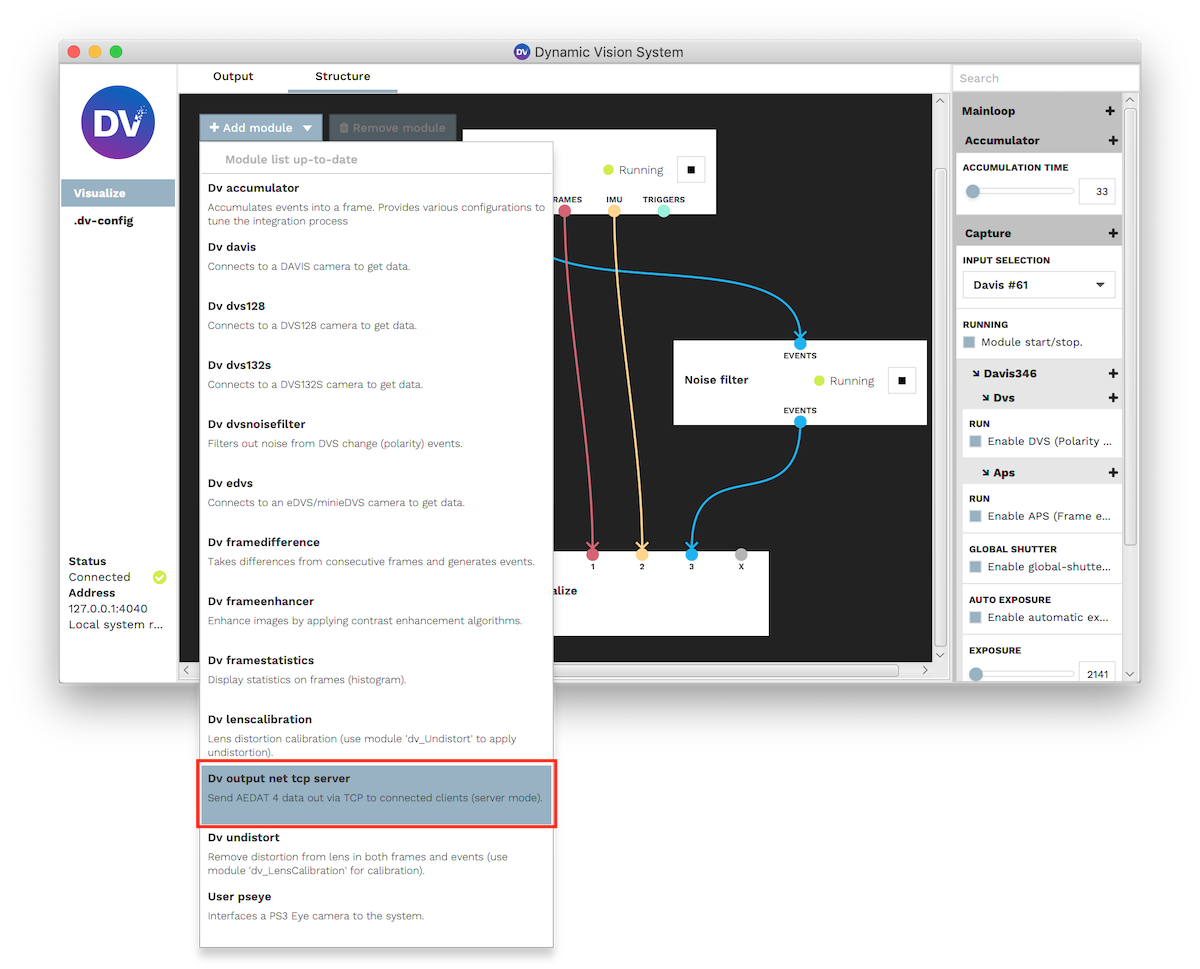 DV Dynamic Vision System
DV
Visualize
.dv-config
Status
Connected
Address
127.0.0.1:4040
Local system r...
Output
Structure
Add module
Remove module
Module list up-to-date
Dv accumulator
Accumulates events into a frame. Provides various configurations to
tune the integration process
Dv davis
Connects to a DAVIS camera to get data.
Dv dvs128
Connects to a DVS128 camera to get data.
Dv dvs132s
Connects to a DVS132S camera to get data.
Dv dvsnoisefilter
Filters out noise from DVS change (polarity) events.
Dv edvs
Connects to an eDVS/minieDVS camera to get data.
Dv framedifference
Takes differences from consecutive frames and generates events.
Dv frameenhancer
Enhance images by applying contrast enhancement algorithms.
Dv framestatistics
Display statistics on frames (histogram).
Dv lenscalibration
Lens distortion calibration (use module 'dv_Undistort' to apply
undistortion).
Dv output net tcp server
Send AEDAT 4 data out via TCP to connected clients (server mode).
Dv undistort
Remove distortion from lens in both frames and events (use
module 'dv_LensCalibration' for calibration).
User pseye
Interfaces a PS3 Eye camera to the system.
Running
RAMES IMU TRIGGERS
EVENTS
Noise filter Running
EVENTS
1 2 3 X
alize
Search
Mainloop +
Accumulator +
ACCUMULATION TIME
33
Capture +
INPUT SELECTION
Davis #61
RUNNING
Module start/stop.
Davis346 +
Dvs +
RUN
Enable DVS (Polarity ...
Aps +
RUN
Enable APS (Frame e...
GLOBAL SHUTTER
Enable global-shutte...
AUTO EXPOSURE
Enable automatic ex...
EXPOSURE
2141